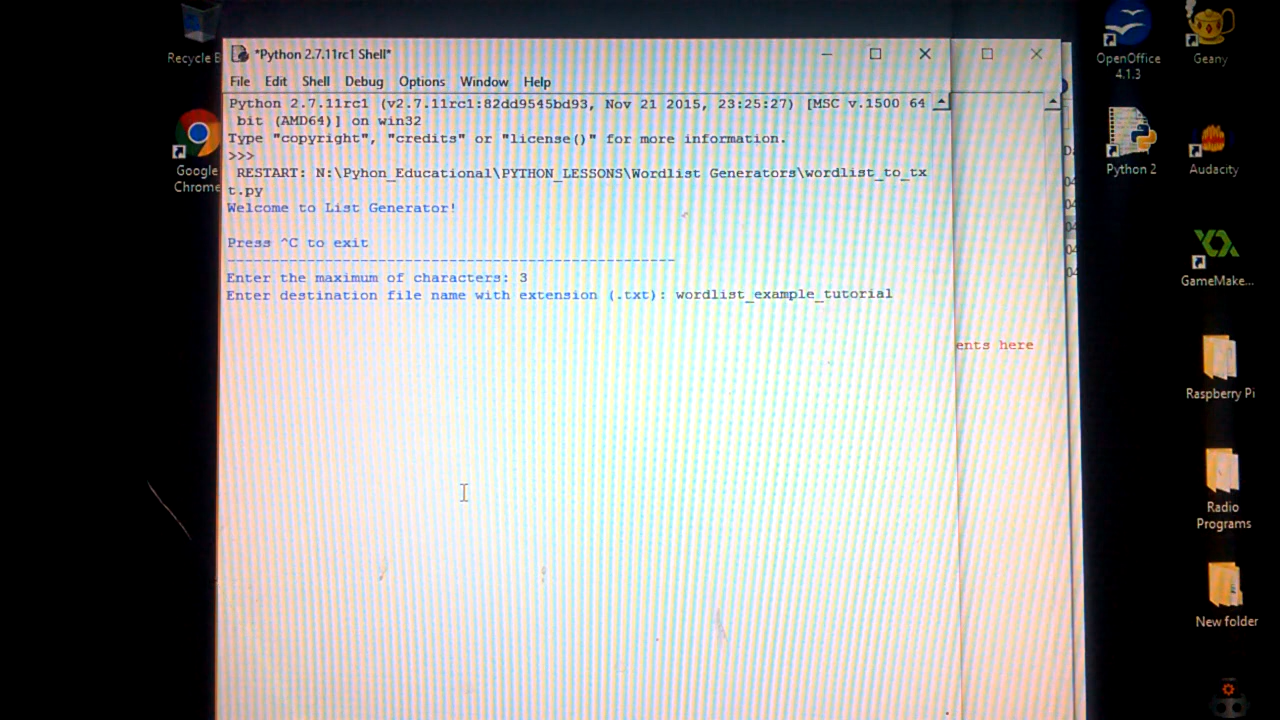 Recycle B
Google
Chrome
*Python 2.7.11rc1 Shell*
File Edit Shell Debug Options Window Help
Python 2.7.11rc1 (v2.7.11rc1:82dd9545bd93, Nov 21 2015, 23:25:27) [MSC v.1500 64
bit (AMD64)] on win32
Type "copyright", "credits" or "license()" for more information.
>>>
RESTART: N:\Pyhon_Educational\PYTHON_LESSONS\Wordlist Generators\wordlist_to_tx
t.py
Welcome to List Generator!
Press ^C to exit
---------------------------------------------------
Enter the maximum of characters: 3
Enter destination file name with extension (.txt): wordlist_example_tutorial
ents here
OpenOffice
4.1.3
Geany
Python 2
Audacity
GameMake...
Raspberry Pi
Radio
Programs
New folder